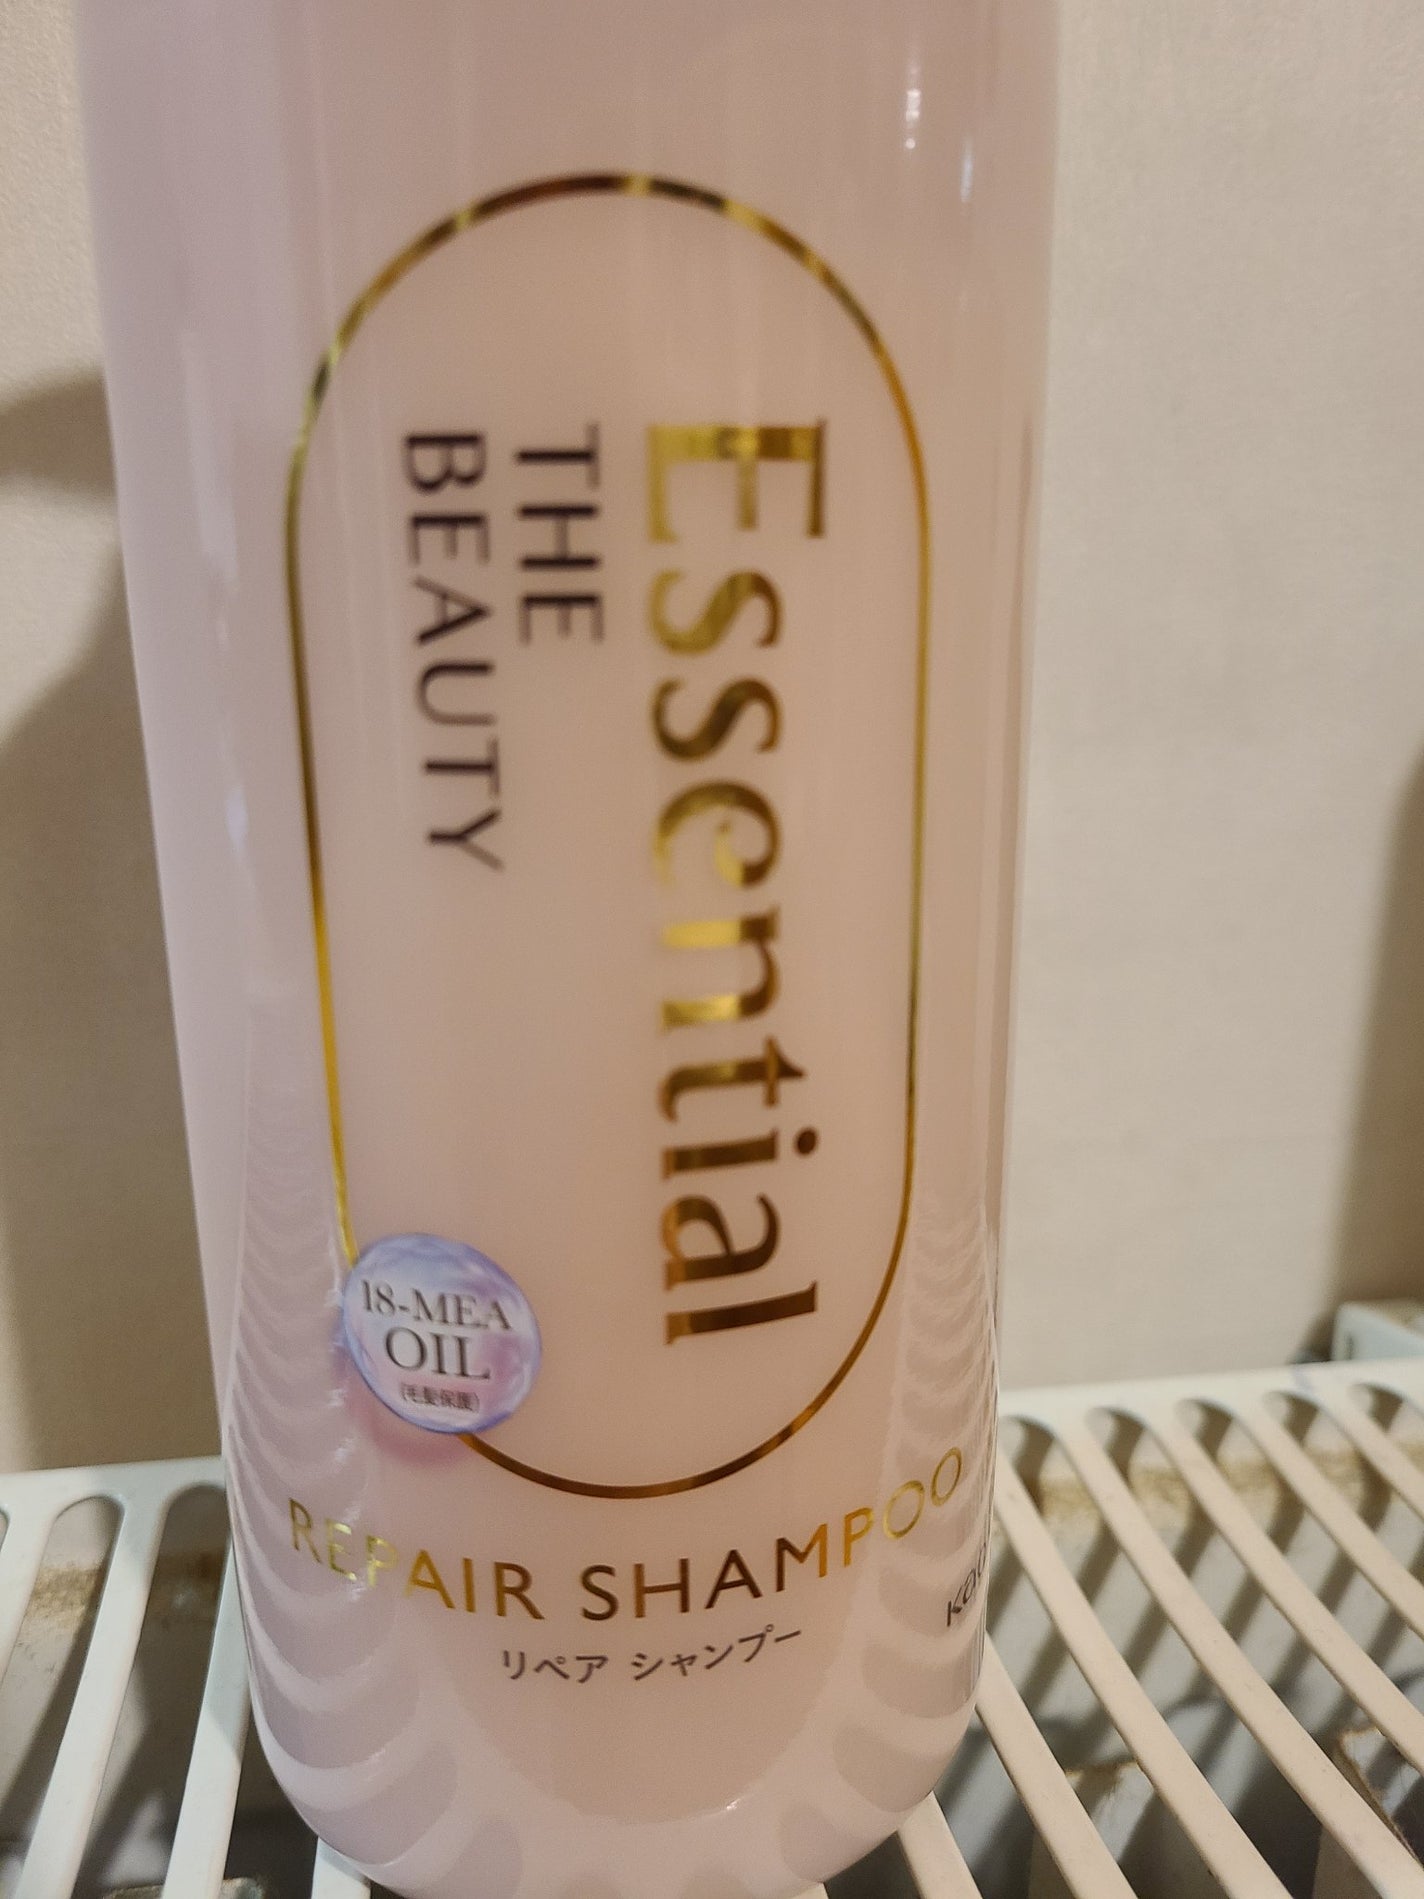 Essential
THE
BEAUTY
18-MEA
OIL
(毛髪保護)
REPAIR SHAMPOO
リペア シャンプー
Kao